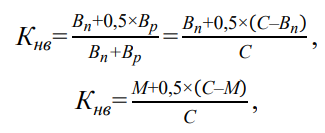 Kнв = (Bп+0,5×Bр)/(Bп+Bр) = (Bп+0,5×(C–Bп))/C ,
Kнв = (M+0,5×(C–M))/C ,